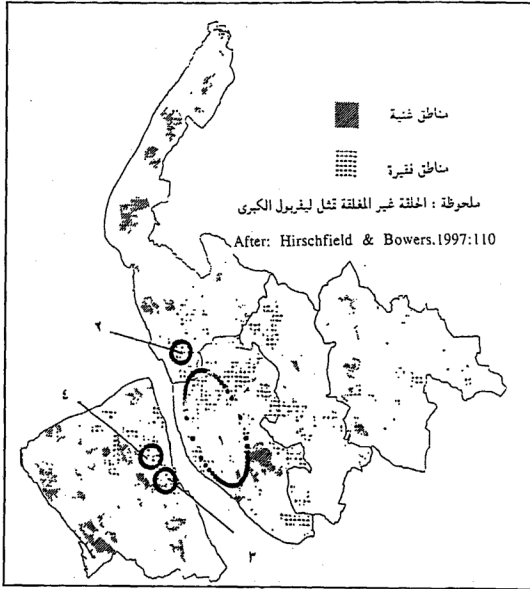 مناطق غنية
مناطق فقيرة
ملحوظة : الحلقة غير المغلقة تمثل ليفربول الكبرى
After: Hirschfield & Bowers.1997:110
٢
٤
١
٣